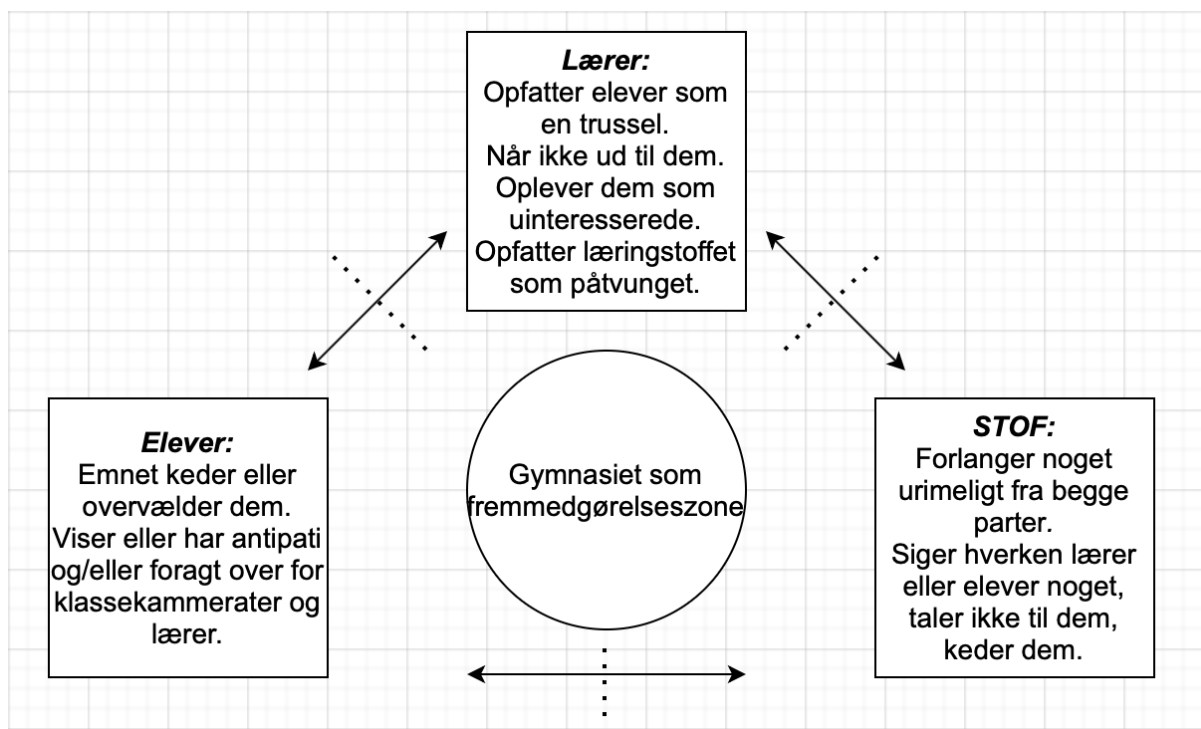 Lærer:
Opfatter elever som
en trussel.
Når ikke ud til dem.
Oplever dem som
uinteresserede.
Opfatter læringstoffet
som påtvunget.
Elever:
Emnet keder eller
overvælder dem.
Viser eller har antipati
og/eller foragt over for
klassekammerater og
lærer.
Gymnasiet som
fremmedgørelseszone
STOF:
Forlanger noget
urimeligt fra begge
parter.
Siger hverken lærer
eller elever noget,
taler ikke til dem,
keder dem.